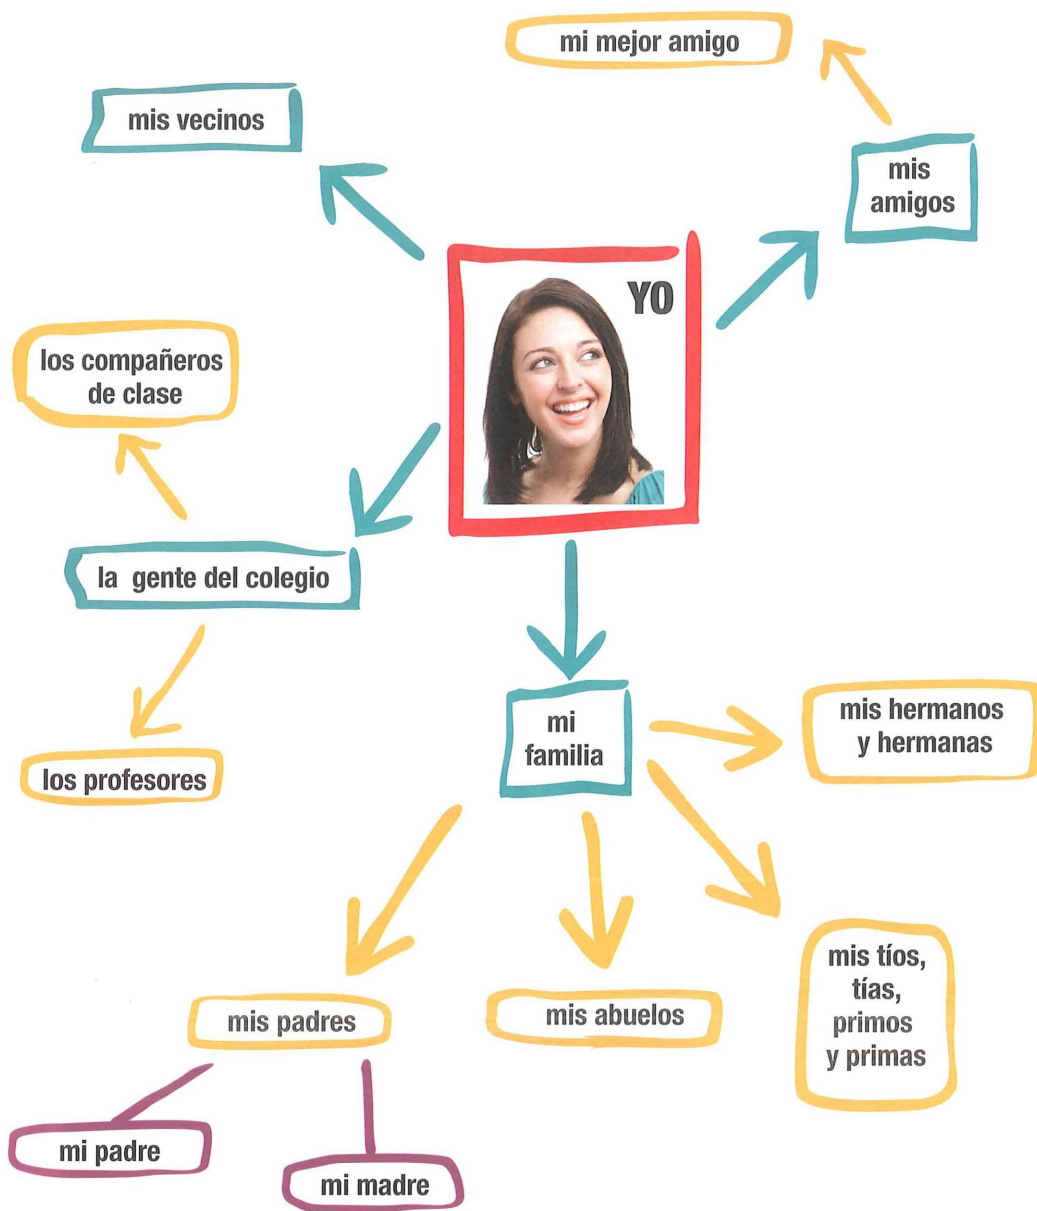 mi mejor amigo
mis vecinos
mis
amigos
YO
los compañeros
de clase
la gente del colegio
los profesores
mi
familia
mis hermanos
y hermanas
mis padres
mis abuelos
mis tíos,
tías,
primos
y primas
mi padre
mi madre